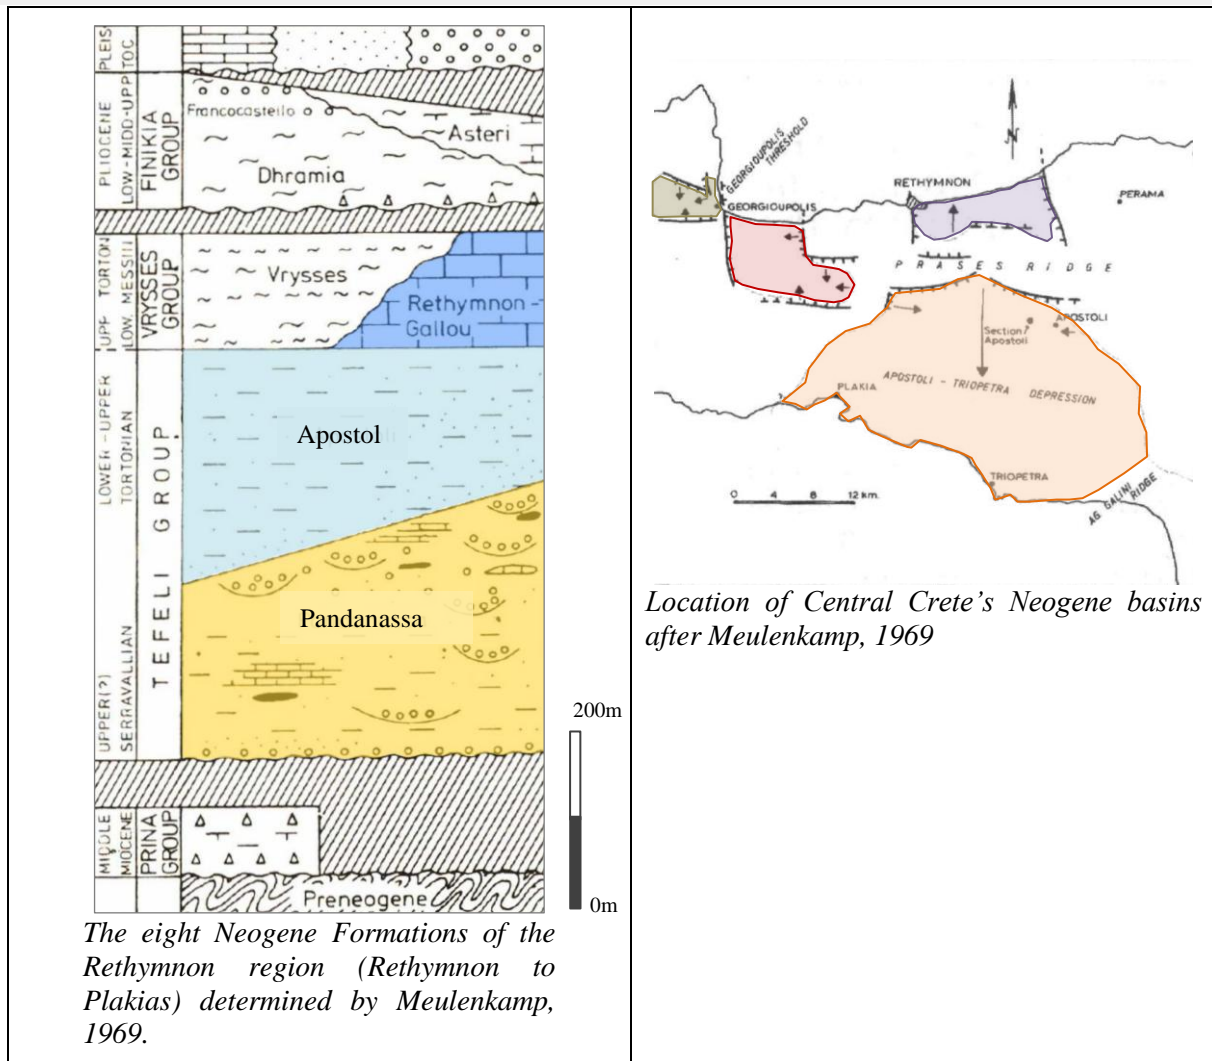 PLEIS
TOC
PLIOCENE
LOW-MIDD-UPP
FINIKIA
GROUP
Francocastello
Asteri
Dhramia
UPP TORTON
LOW. MESSIN
VRYSSES
GROUP
Vrysses
Rethymnon-
Gallou
LOWER-UPPER
TORTONIAN
TEFELI GROUP
Apostol
Pandanassa
UPPER(?)
SERRAVALLIAN
MIDDLE
MIOCENE
PRINA
GROUP
Preneogene
200m
0m
The eight Neogene Formations of the
Rethymnon region (Rethymnon to
Plakias) determined by Meulenkamp,
1969.
N
GEORGIOUPOLIS
THRESHOLD
GEORGIOUPOLIS
RETHYMNON
PERAMA
PRASES RIDGE
APOSTOLI
Section
Apostoli
APOSTOLI - TRIOPETRA DEPRESSION
PLAKIA
TRIOPETRA
AG GALINI
RIDGE
0 4 8 12 km.
Location of Central Crete's Neogene basins
after Meulenkamp, 1969